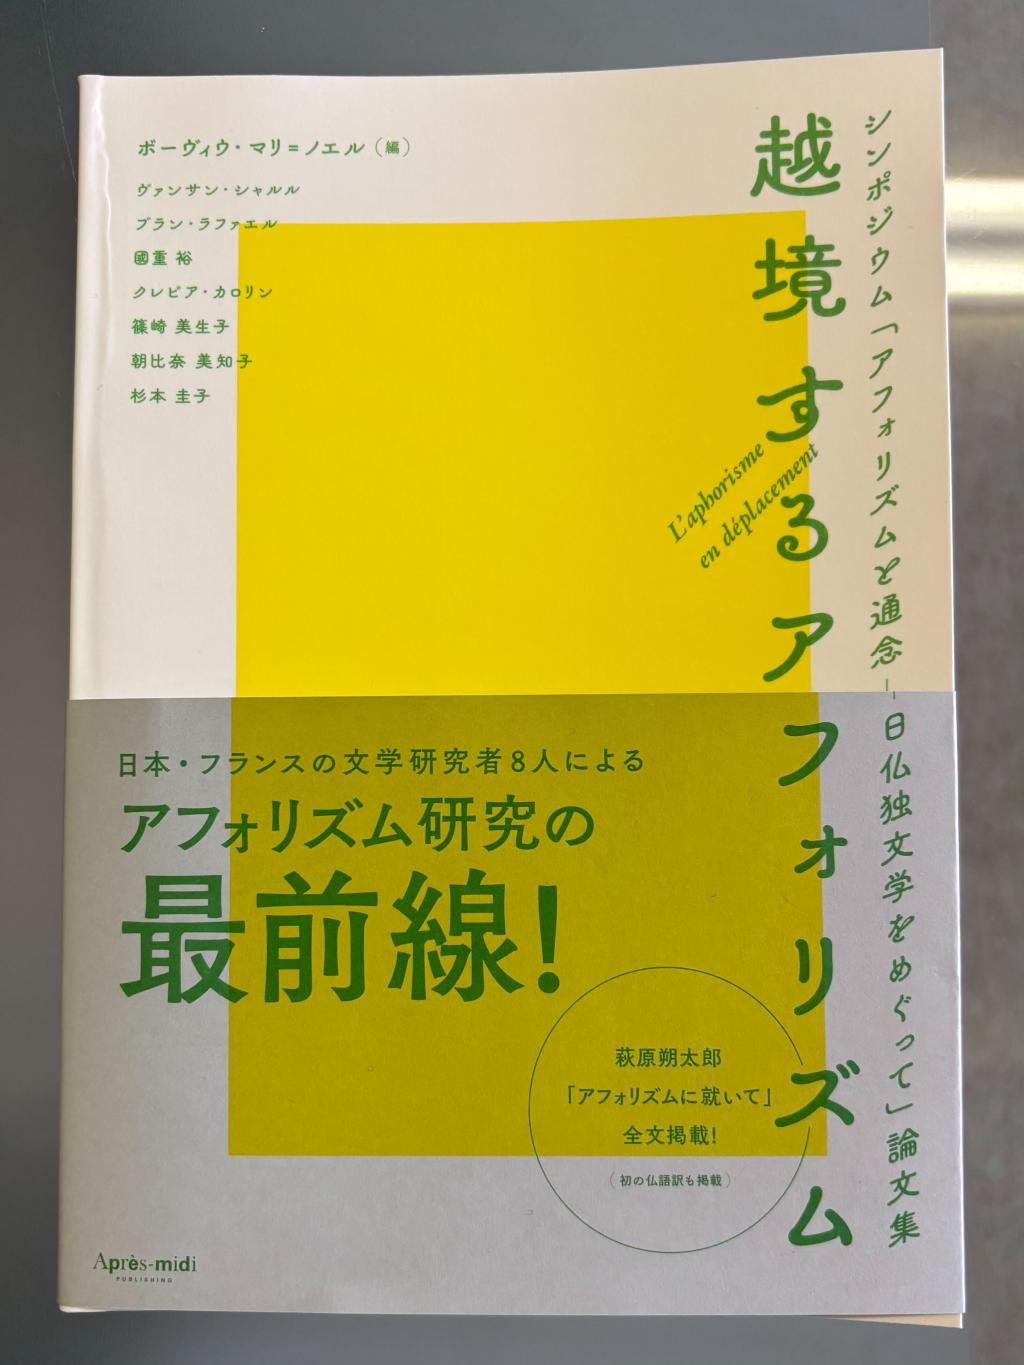 シンポジウム「アフォリズムと通念－日仏独文学をめぐって」論文集
越境するアフォリズム
L'aphorisme
en déplacement
ボーヴィウ・マリ=ノエル（編）
ヴァンサン・シャルル
ブラン・ラファエル
國重 裕
クレピア・カロリン
篠崎 美生子
朝比奈 美知子
杉本 圭子
日本・フランスの文学研究者8人による
アフォリズム研究の
最前線!
萩原朔太郎
「アフォリズムに就いて」
全文掲載!
（初の仏語訳も掲載）
Après-midi
PUBLISHING